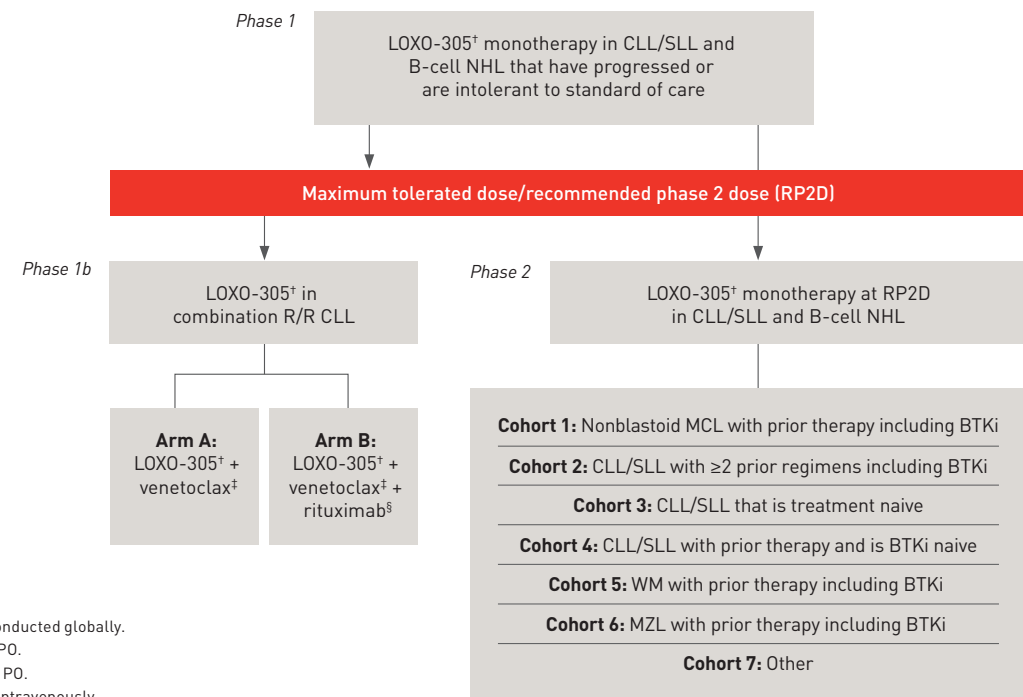 Phase 1
LOXO-305† monotherapy in CLL/SLL and
B-cell NHL that have progressed or
are intolerant to standard of care
Maximum tolerated dose/recommended phase 2 dose (RP2D)
Phase 1b
LOXO-305† in
combination R/R CLL
Phase 2
LOXO-305† monotherapy at RP2D
in CLL/SLL and B-cell NHL
Arm A:
LOXO-305† +
venetoclax‡
Arm B:
LOXO-305† +
venetoclax‡ +
rituximab§
Cohort 1: Nonblastoid MCL with prior therapy including BTKi
Cohort 2: CLL/SLL with ≥2 prior regimens including BTKi
Cohort 3: CLL/SLL that is treatment naive
Cohort 4: CLL/SLL with prior therapy and is BTKi naive
Cohort 5: WM with prior therapy including BTKi
Cohort 6: MZL with prior therapy including BTKi
Cohort 7: Other
onducted globally.
PO.
PO.